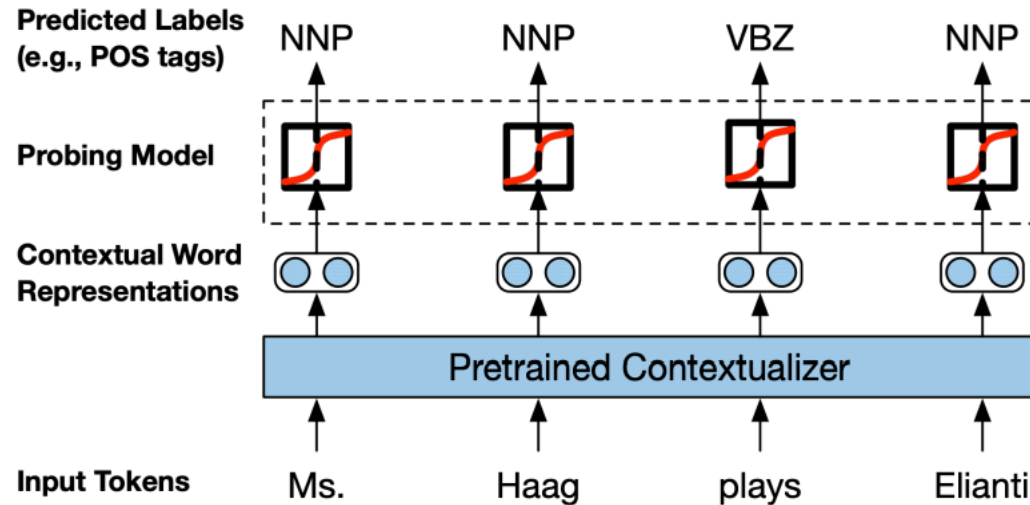 Predicted Labels
(e.g., POS tags)
NNP NNP VBZ NNP
Probing Model
Contextual Word
Representations
Pretrained Contextualizer
Input Tokens
Ms. Haag plays Elianti